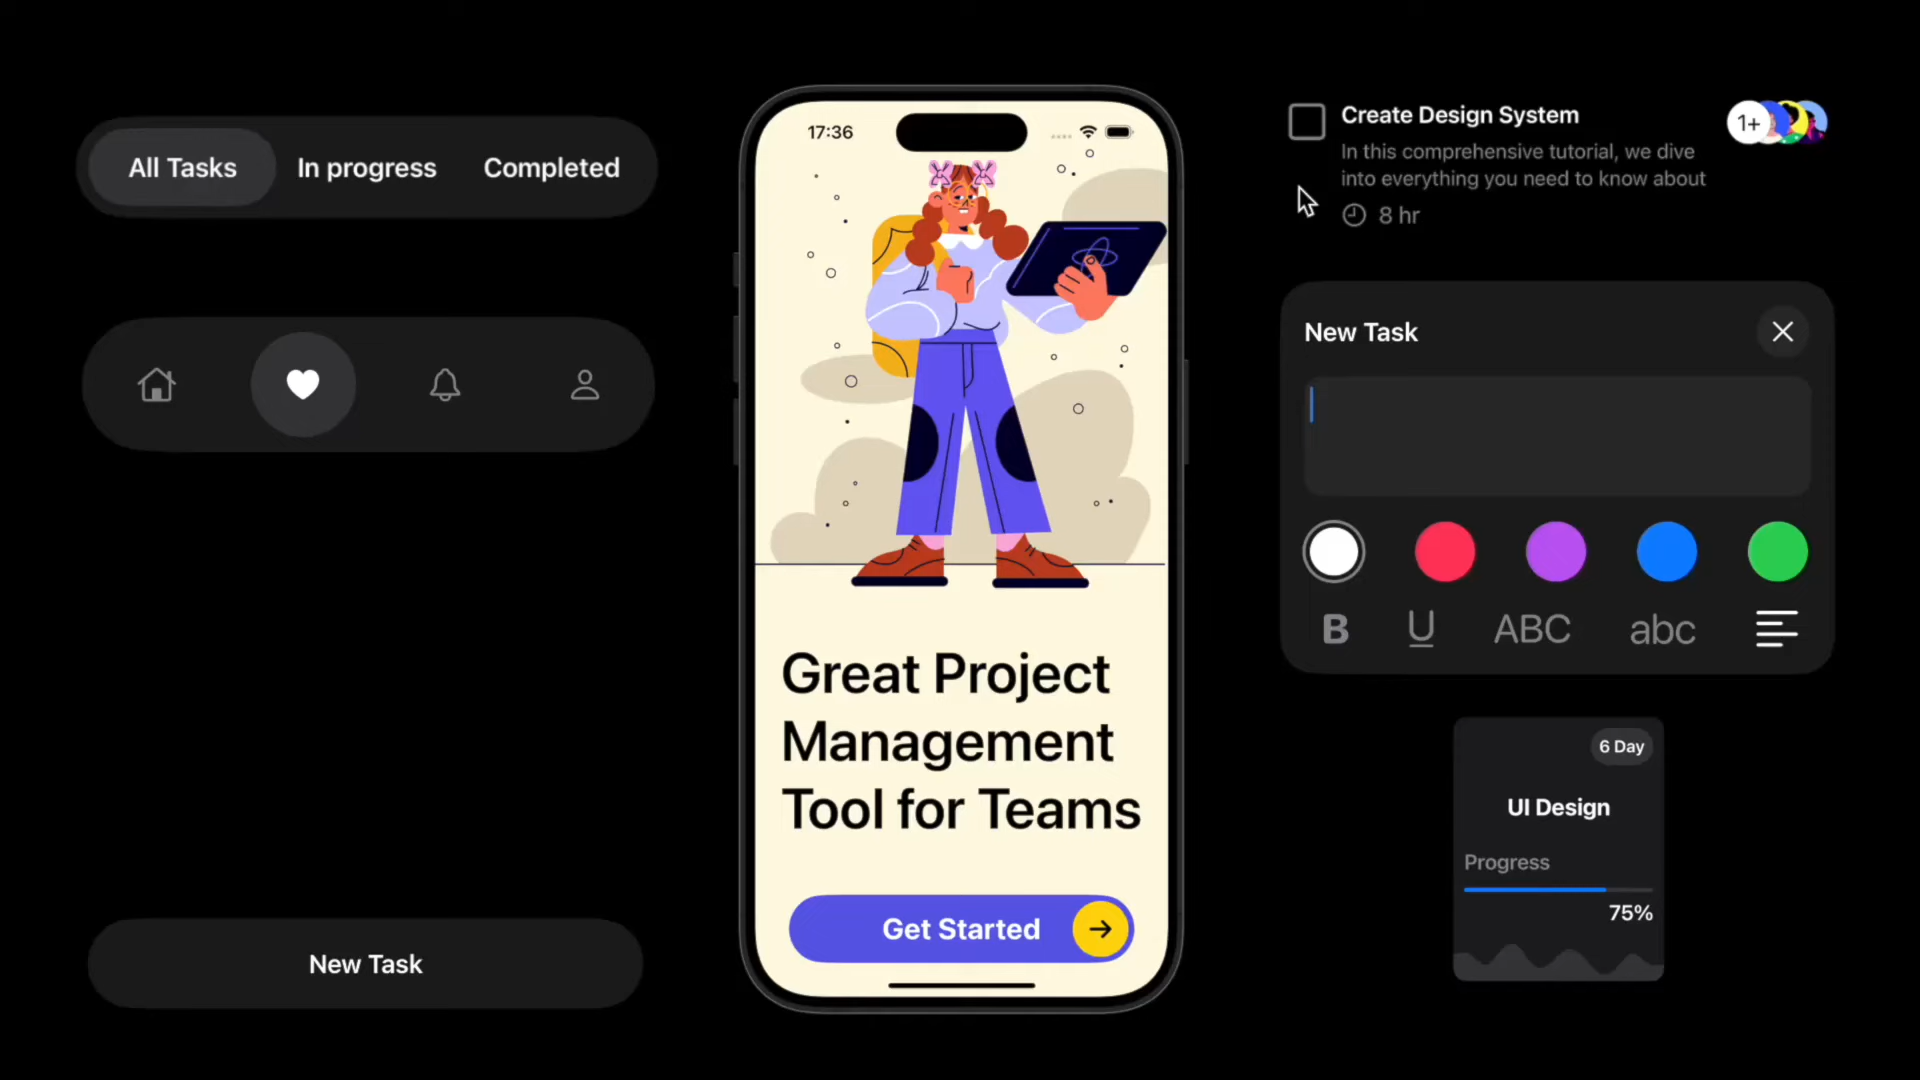 All Tasks
In progress
Completed
New Task
17:36
Great Project
Management
Tool for Teams
Get Started
Create Design System
In this comprehensive tutorial, we dive
into everything you need to know about
8 hr
1+
New Task
B
U
ABC
abc
6 Day
UI Design
Progress
75%